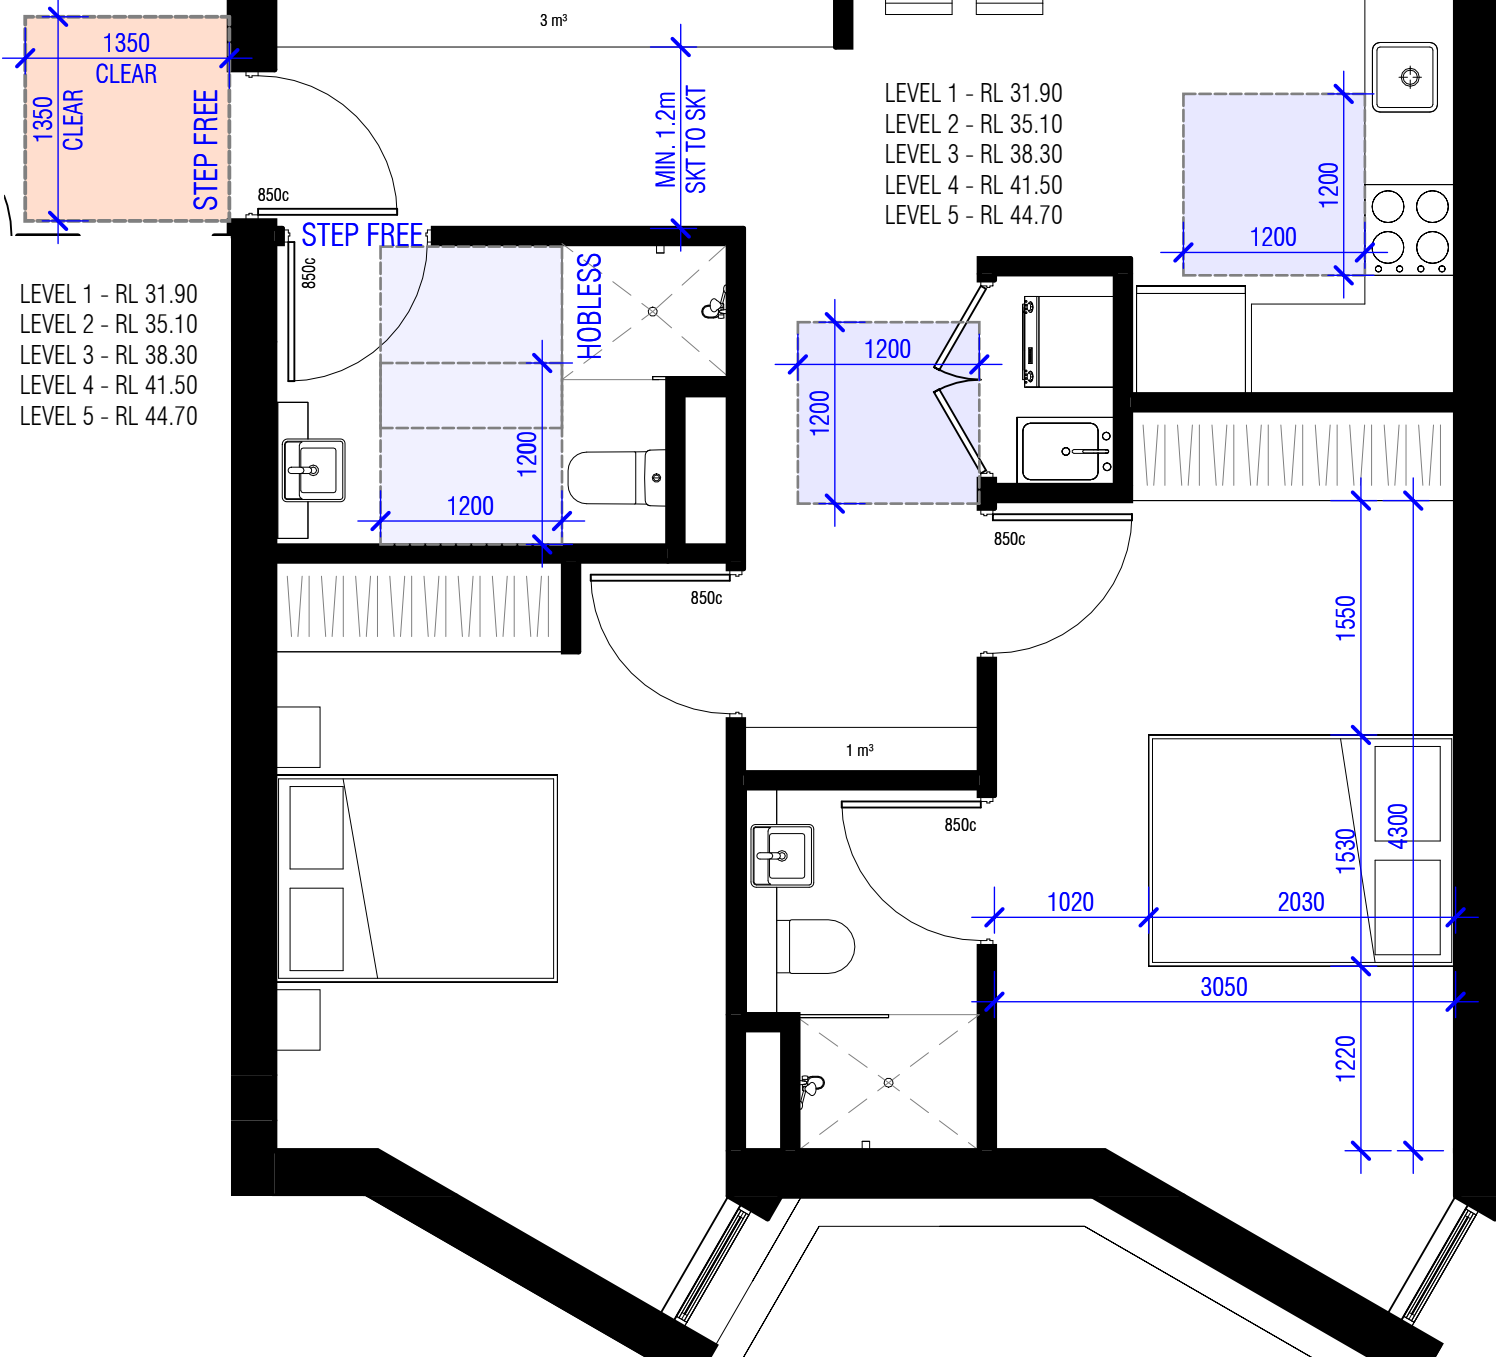 3 m³
1350
CLEAR
1350
CLEAR
STEP FREE
850c
MIN. 1.2m
SKT TO SKT
LEVEL 1 - RL 31.90
LEVEL 2 - RL 35.10
LEVEL 3 - RL 38.30
LEVEL 4 - RL 41.50
LEVEL 5 - RL 44.70
1200
1200
STEP FREE
850c
HOBLESS
LEVEL 1 - RL 31.90
LEVEL 2 - RL 35.10
LEVEL 3 - RL 38.30
LEVEL 4 - RL 41.50
LEVEL 5 - RL 44.70
1200
1200
1200
1200
850c
850c
1550
1 m³
850c
1530
4300
1020
2030
3050
1220